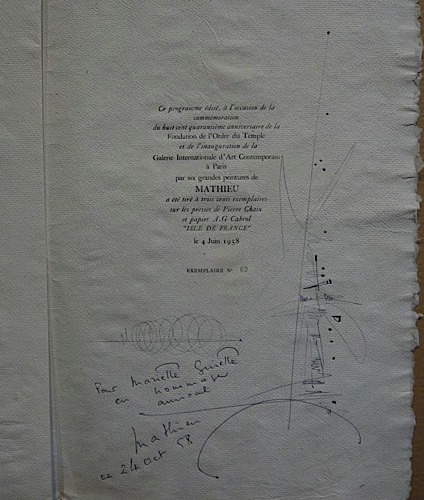 Ce programme édité, à l'occasion de la
commémoration
du huit cent quarantième anniversaire de la
Fondation de l'Ordre du Temple
et de l'inauguration de la
Galerie Internationale d'Art Contemporain
à Paris
par six grandes peintures de
MATHIEU
a été tiré à trois cents exemplaires
sur les presses de Pierre Chain
et papier A.G Cabrol
"ISLE DE FRANCE"
le 4 Juin 1958
EXEMPLAIRE N° 69
Pour Mariette
en hommage
amical
Mathieu
ce 24 Oct 58